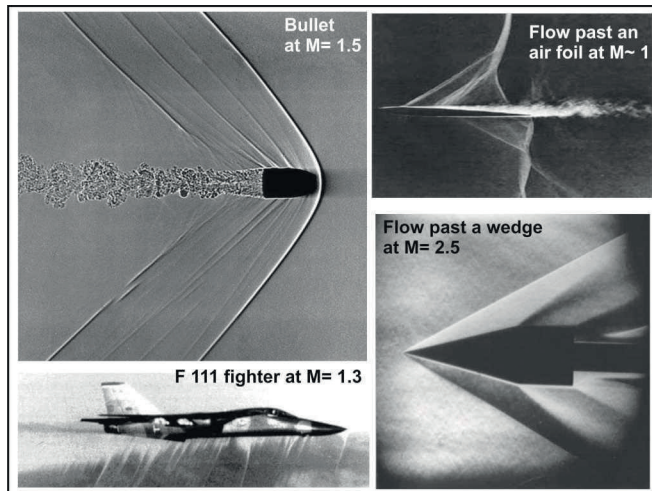 Bullet
at M= 1.5
Flow past an
air foil at M~ 1
Flow past a wedge
at M= 2.5
F 111 fighter at M= 1.3